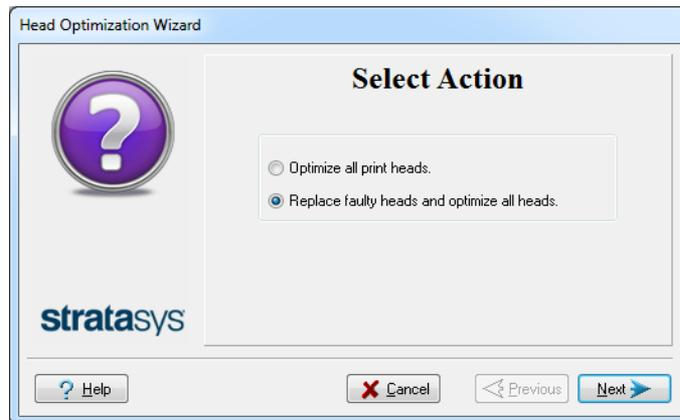 Head Optimization Wizard
Select Action
Optimize all print heads.
Replace faulty heads and optimize all heads.
stratasys
? Help
Cancel
Previous
Next